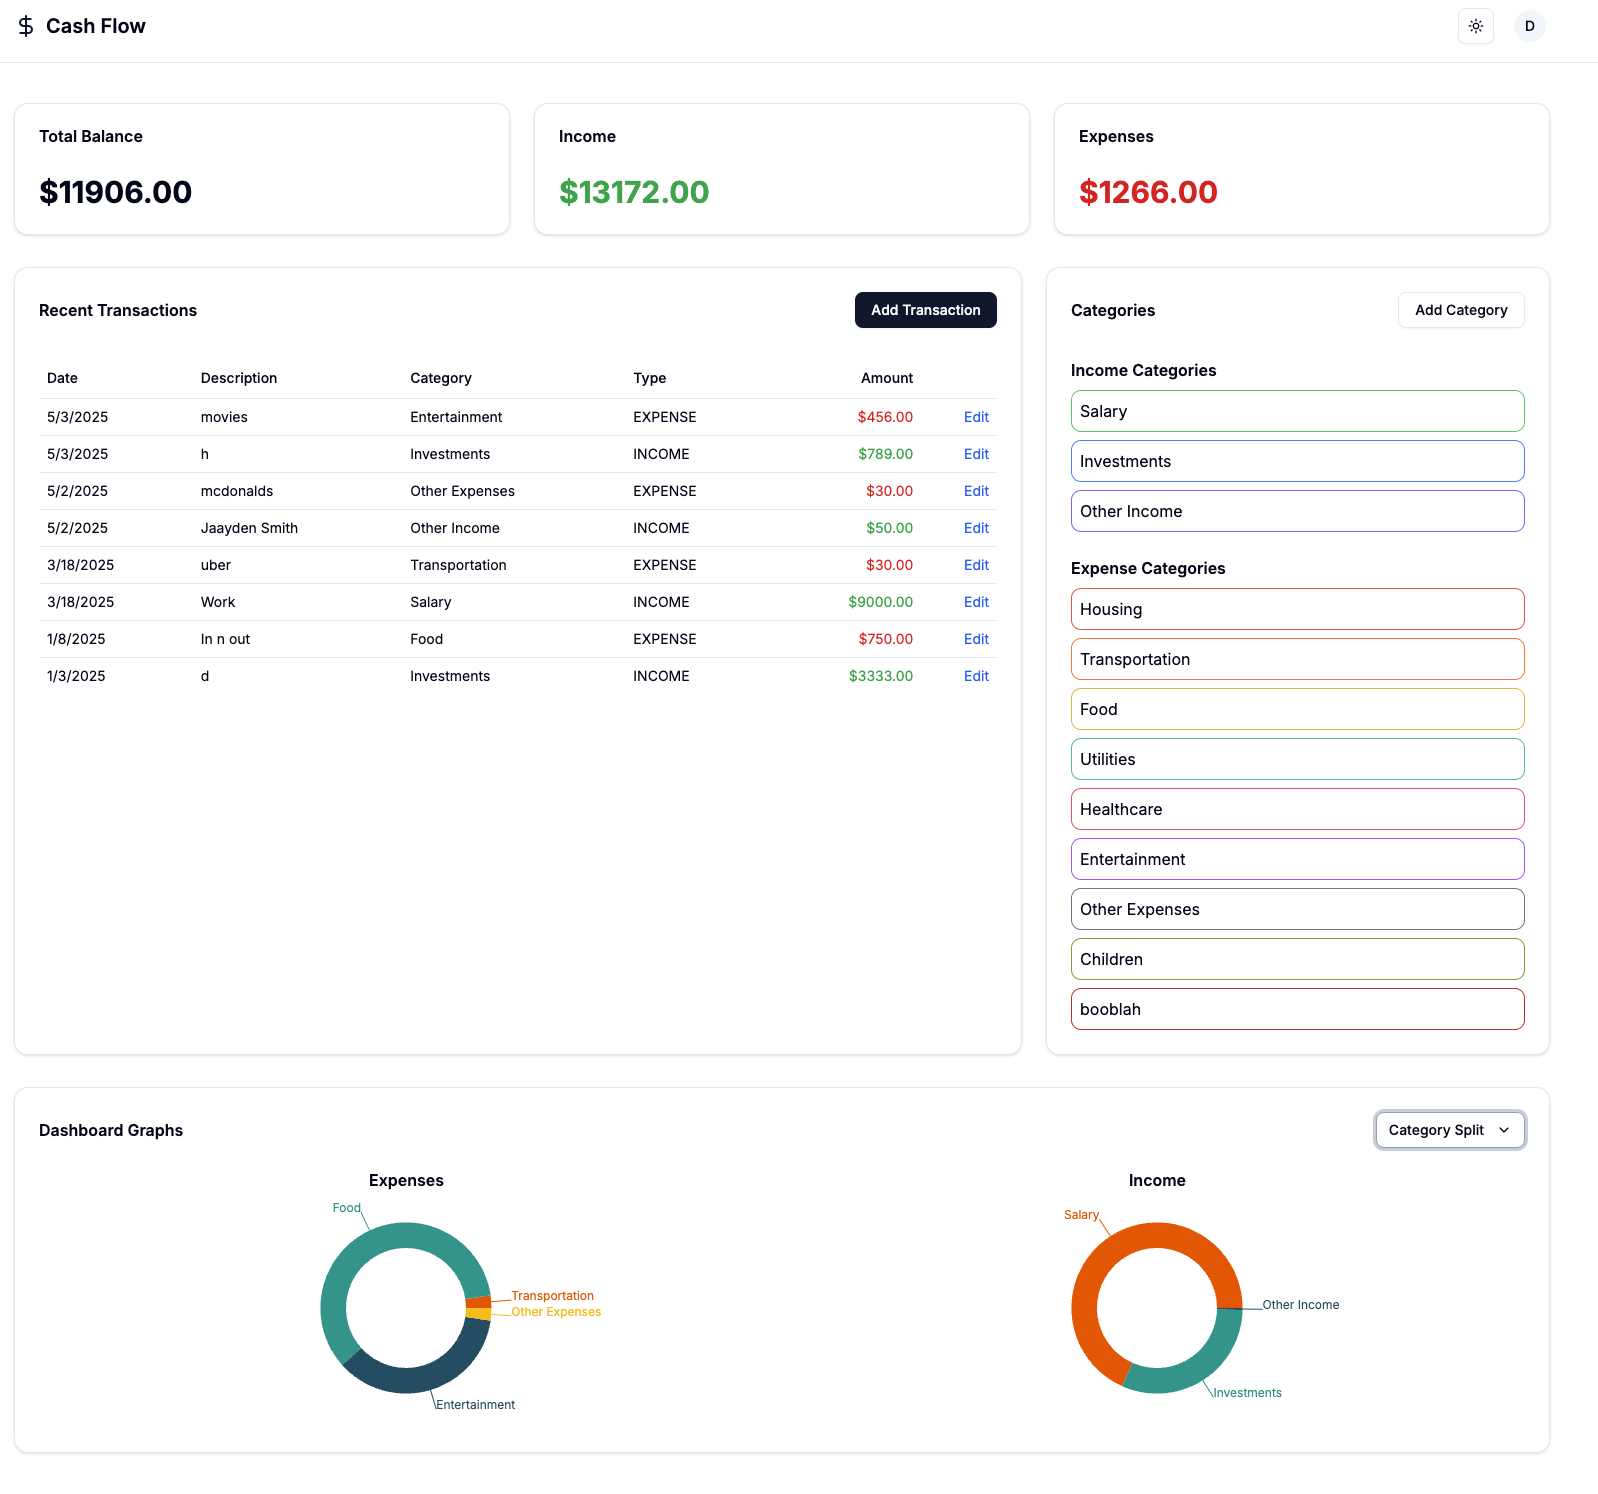 Cash Flow
D
Total Balance
$11906.00
Income
$13172.00
Expenses
$1266.00
Recent Transactions
Add Transaction
Date Description Category Type Amount
5/3/2025 movies Entertainment EXPENSE $456.00 Edit
5/3/2025 h Investments INCOME $789.00 Edit
5/2/2025 mcdonalds Other Expenses EXPENSE $30.00 Edit
5/2/2025 Jaayden Smith Other Income INCOME $50.00 Edit
3/18/2025 uber Transportation EXPENSE $30.00 Edit
3/18/2025 Work Salary INCOME $9000.00 Edit
1/8/2025 In n out Food EXPENSE $750.00 Edit
1/3/2025 d Investments INCOME $3333.00 Edit
Categories
Add Category
Income Categories
Salary
Investments
Other Income
Expense Categories
Housing
Transportation
Food
Utilities
Healthcare
Entertainment
Other Expenses
Children
booblah
Dashboard Graphs
Category Split
Expenses
Food
Transportation
Other Expenses
Entertainment
Income
Salary
Other Income
Investments